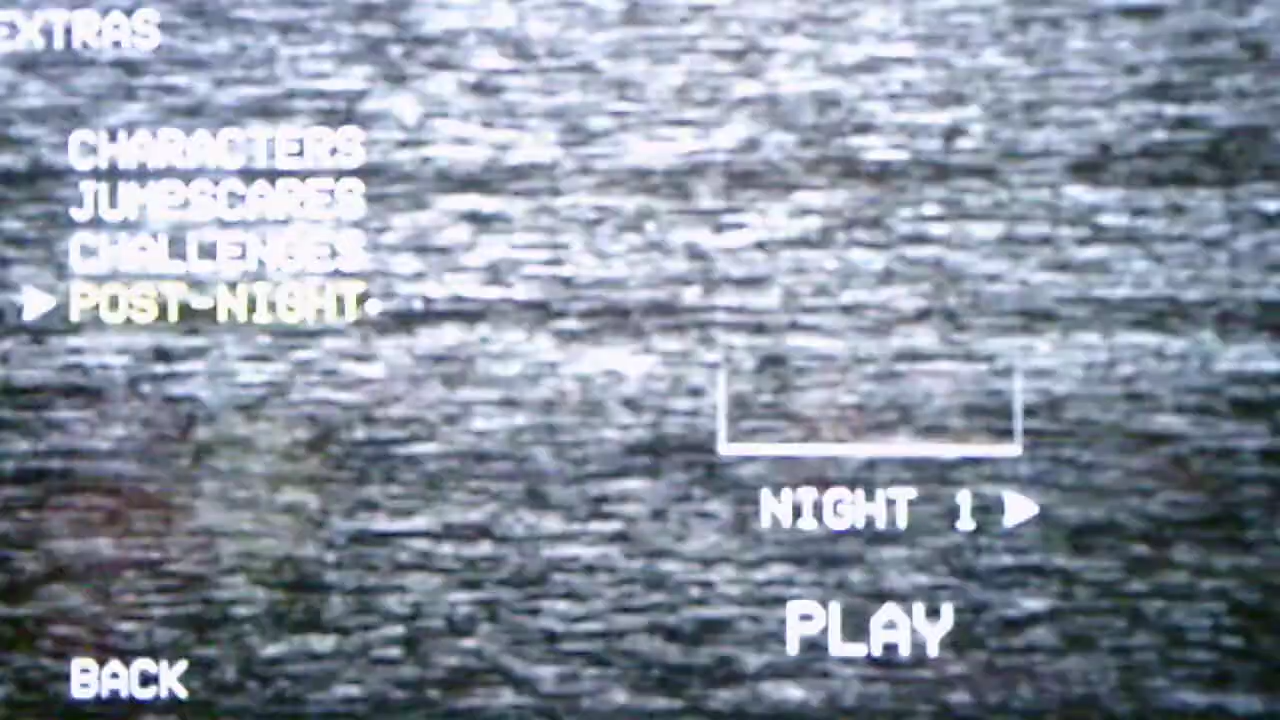 EXTRAS
CHARACTERS
JUMPSCARES
CHALLENGES
POST-NIGHT
NIGHT 1
PLAY
BACK